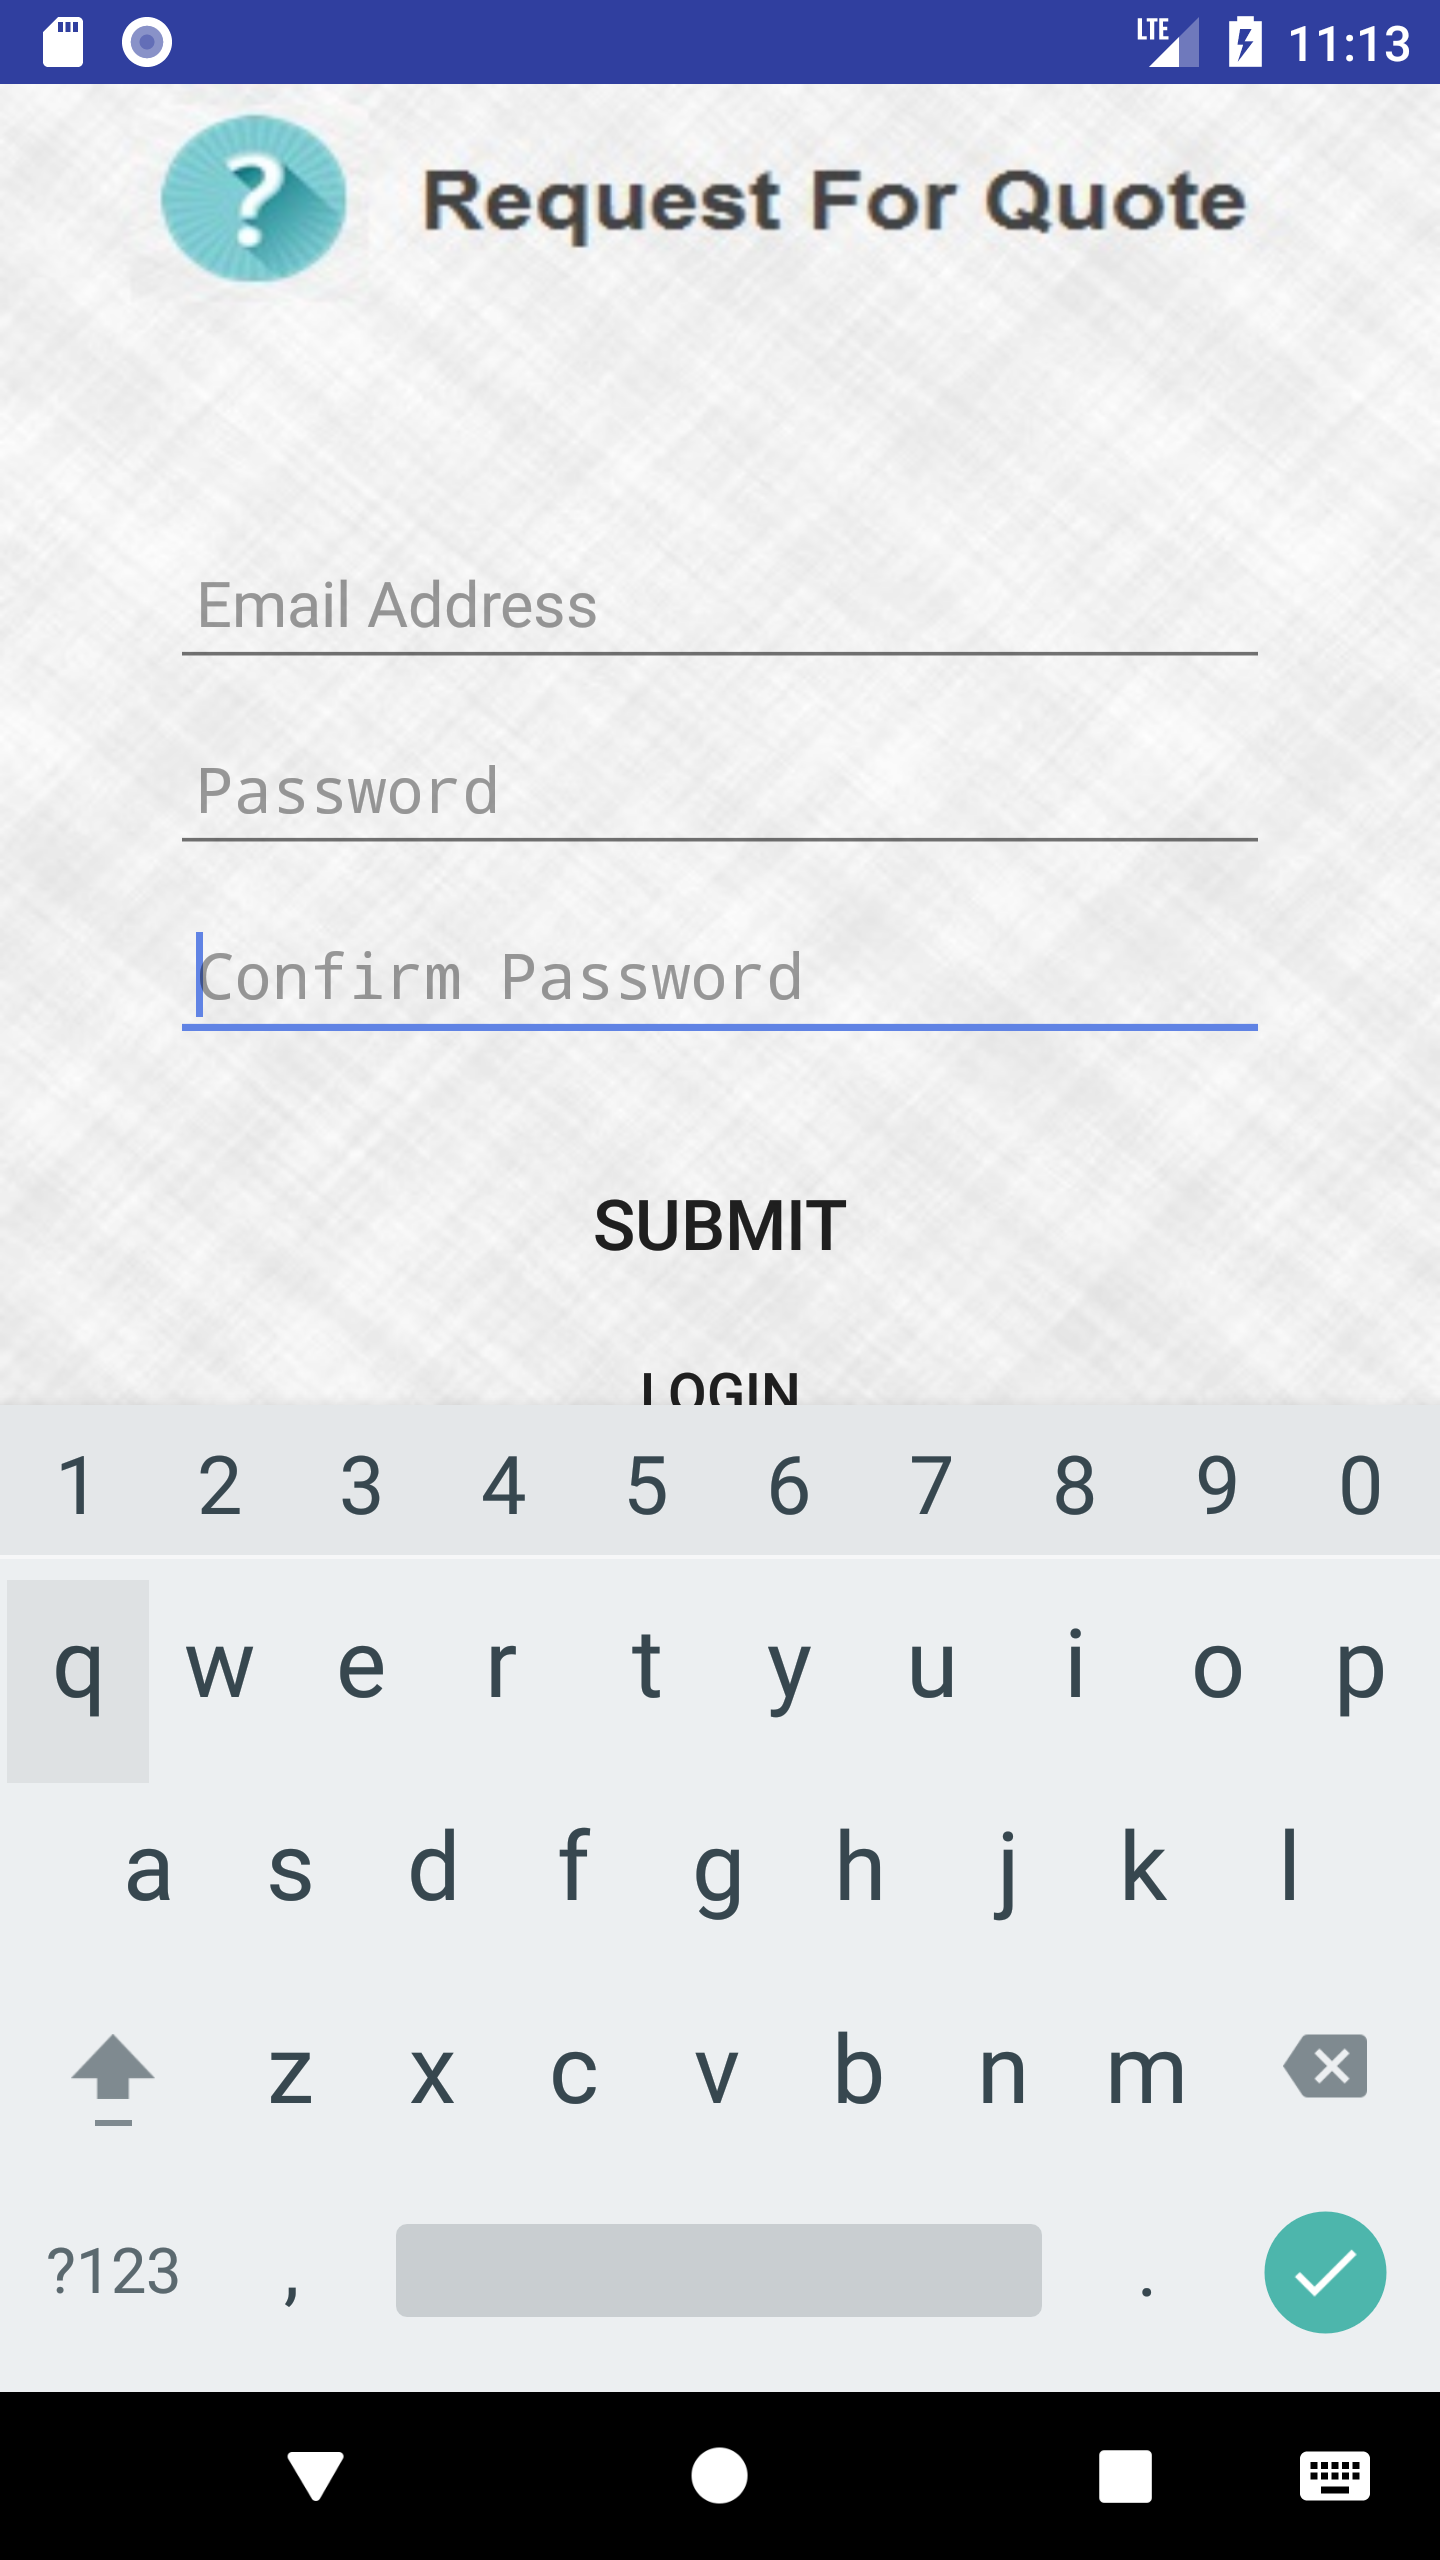 LTE 11:13
? Request For Quote
Email Address
Password
Confirm Password
SUBMIT
LOGIN
1 2 3 4 5 6 7 8 9 0
q w e r t y u i o p
a s d f g h j k l
z x c v b n m
?123 , .